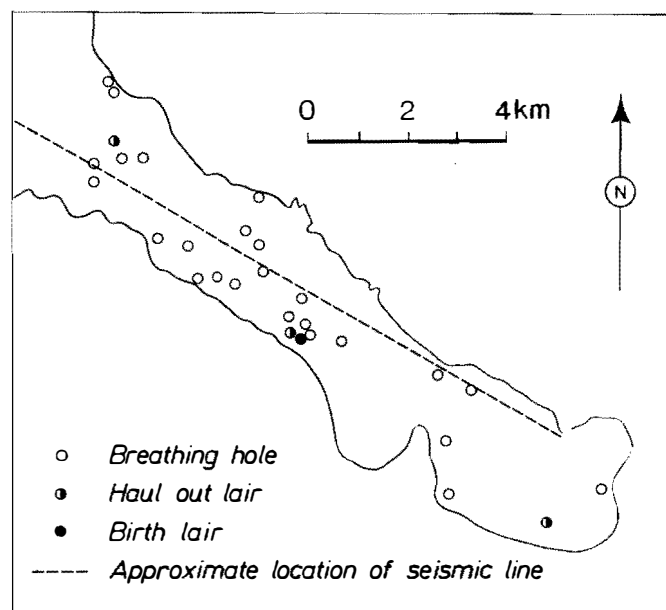 0 2 4km
N
Breathing hole
Haul out lair
Birth lair
Approximate location of seismic line